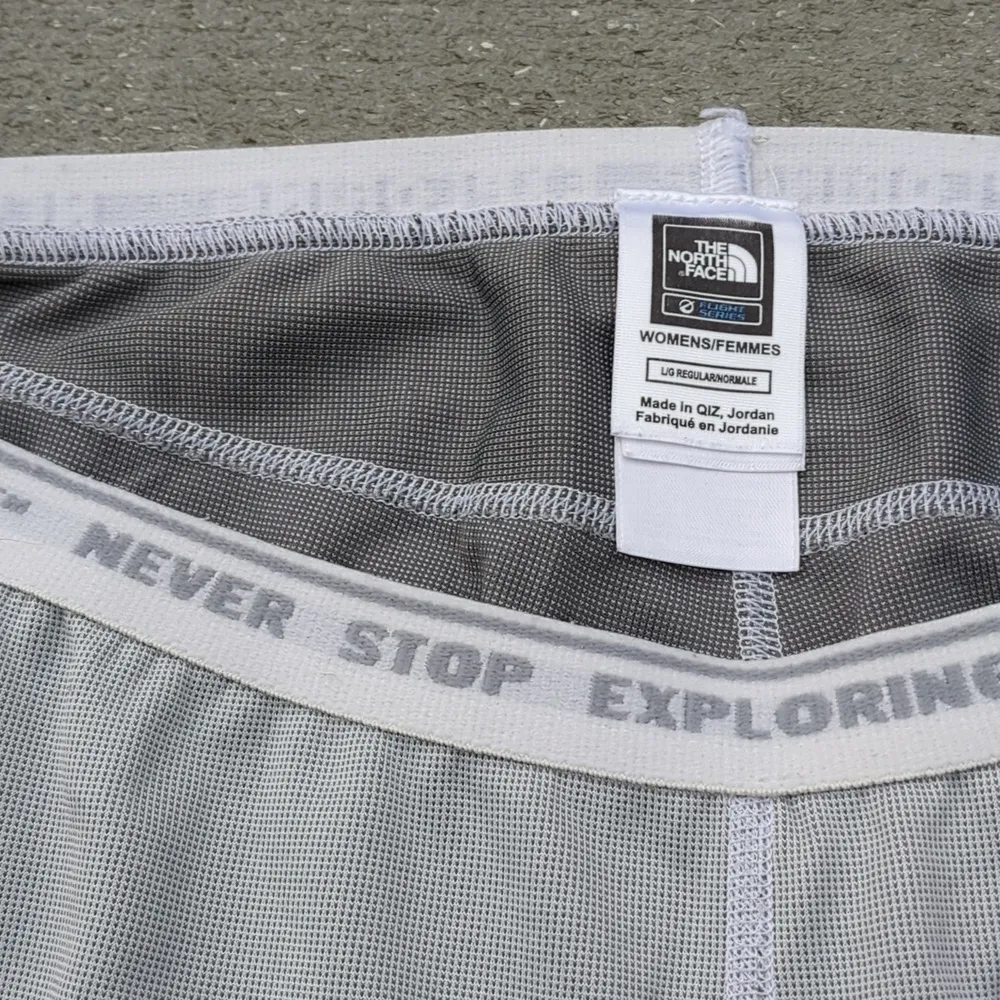 THE
NORTH
FACE
FLIGHT
SERIES
WOMENS/FEMMES
L/G REGULAR/NORMALE
Made in QIZ, Jordan
Fabriqué en Jordanie
™ NEVER STOP EXPLORING